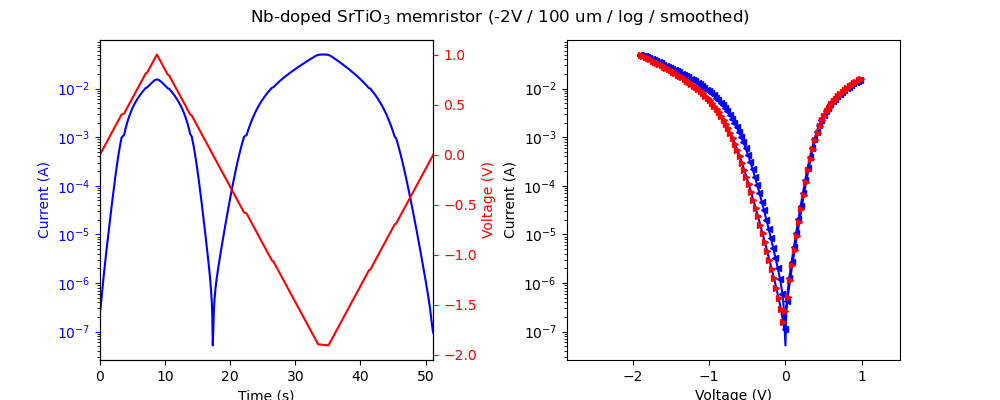 Nb-doped SrTiO₃ memristor (-2V / 100 um / log / smoothed)
Current (A)
10⁻²
10⁻³
10⁻⁴
10⁻⁵
10⁻⁶
10⁻⁷
0 10 20 30 40 50
Time (s)
1.0
0.5
0.0
−0.5
−1.0
−1.5
−2.0
Voltage (V)
Current (A)
10⁻²
10⁻³
10⁻⁴
10⁻⁵
10⁻⁶
10⁻⁷
−2 −1 0 1
Voltage (V)